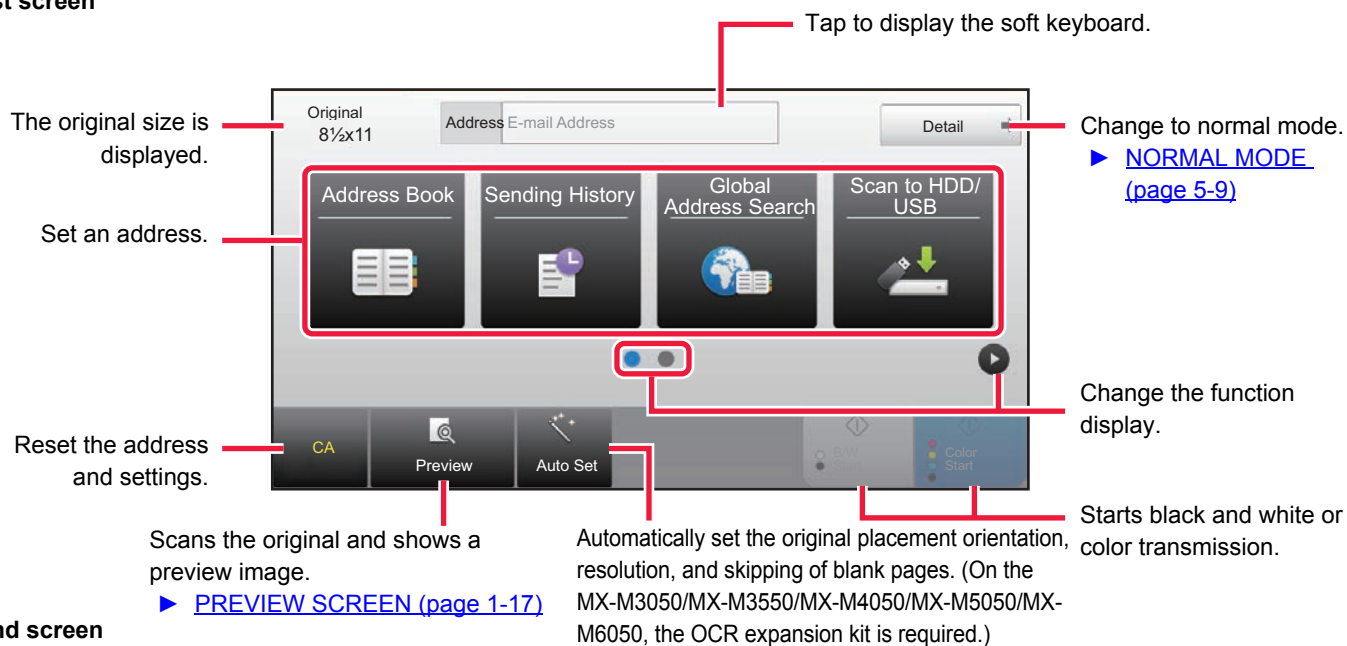 st screen
Tap to display the soft keyboard.
The original size is
displayed.
Original
8½x11
Address E-mail Address
Detail
Change to normal mode.
► NORMAL MODE
(page 5-9)
Set an address.
Address Book
Sending History
Global
Address Search
Scan to HDD/
USB
Change the function
display.
Reset the address
and settings.
CA
Preview
Auto Set
B/W
Start
Color
Start
Scans the original and shows a
preview image.
► PREVIEW SCREEN (page 1-17)
Automatically set the original placement orientation,
resolution, and skipping of blank pages. (On the
MX-M3050/MX-M3550/MX-M4050/MX-M5050/MX-
M6050, the OCR expansion kit is required.)
Starts black and white or
color transmission.
nd screen